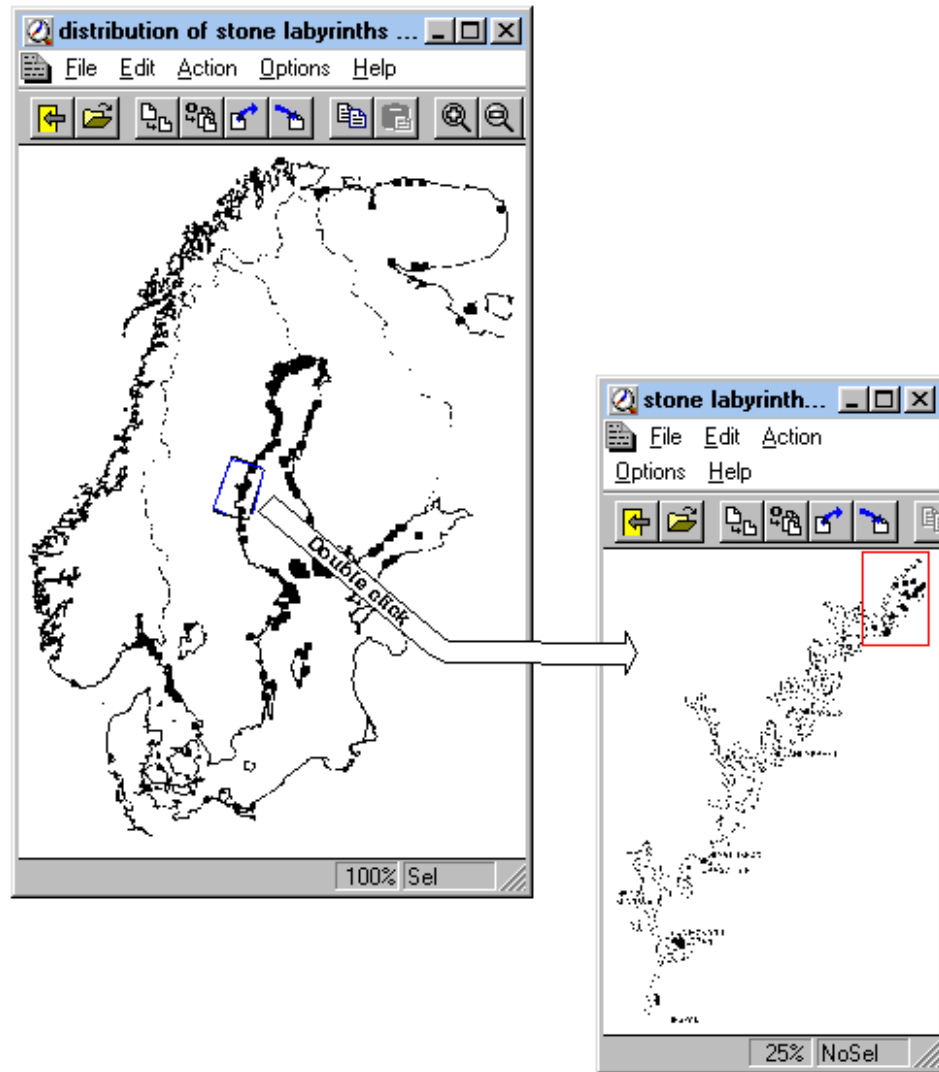 distribution of stone labyrinths ...
File Edit Action Options Help
Double click
100% Sel
stone labyrinth...
File Edit Action
Options Help
25% NoSel